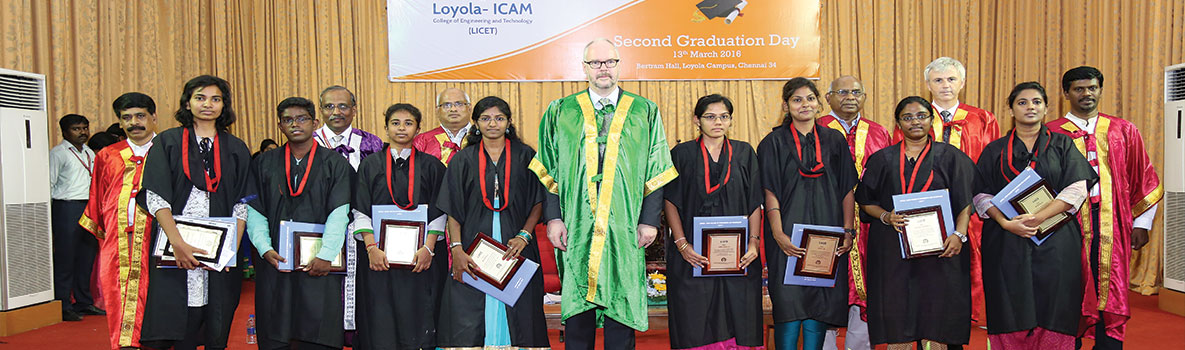 Loyola- ICAM
College of Engineering and Technology
(LICET)
Second Graduation Day
13th March 2016
Bertram Hall, Loyola Campus, Chennai 34